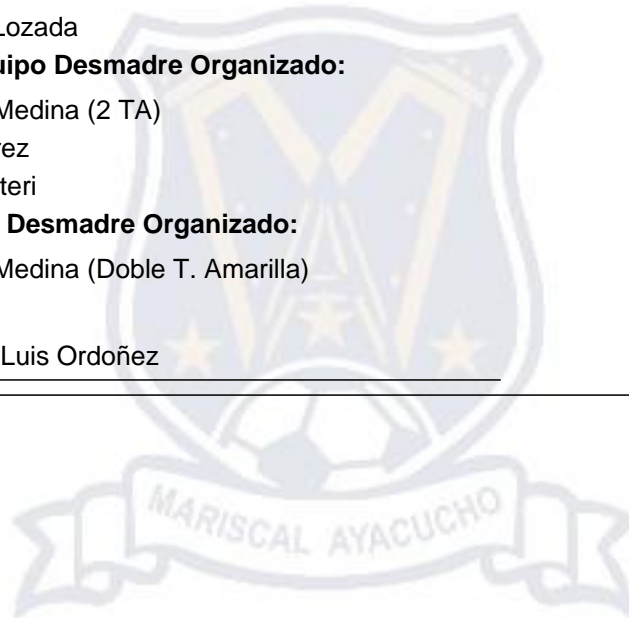 Lozada
uipo Desmadre Organizado:
Medina (2 TA)
rez
teri
Desmadre Organizado:
Medina (Doble T. Amarilla)
Luis Ordoñez
MARISCAL AYACUCHO